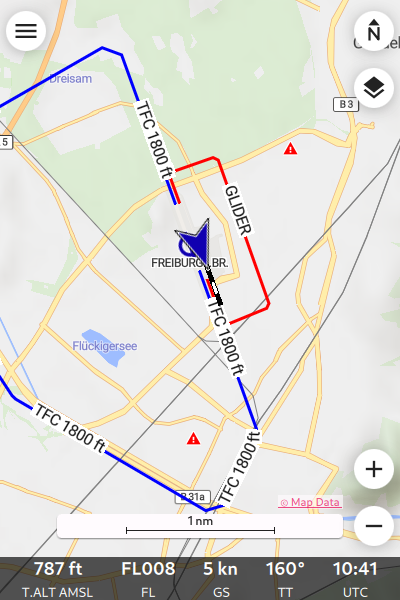 N
Dreisam
B 3
TFC 1800 ft
GLIDER
FREIBURG
BR.
TFC 1800 ft
Flückigersee
TFC 1800 ft
TFC 1800 ft
B 31a
© Map Data
1 nm
787 ft
FL008
5 kn
160°
10:41
T.ALT AMSL
FL
GS
TT
UTC